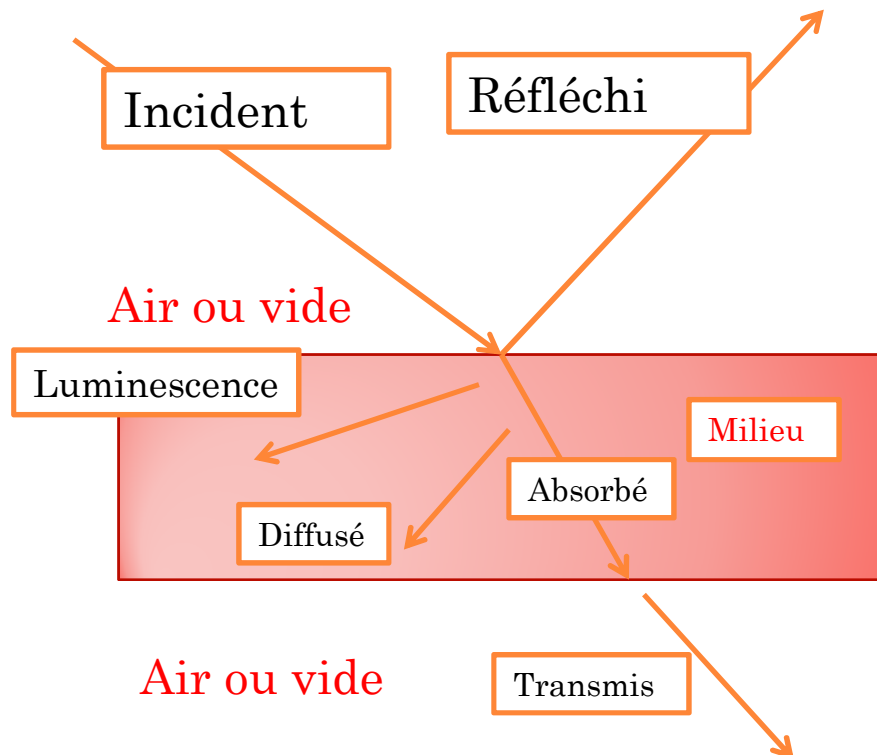 Incident
Réfléchi
Air ou vide
Luminescence
Milieu
Absorbé
Diffusé
Air ou vide
Transmis